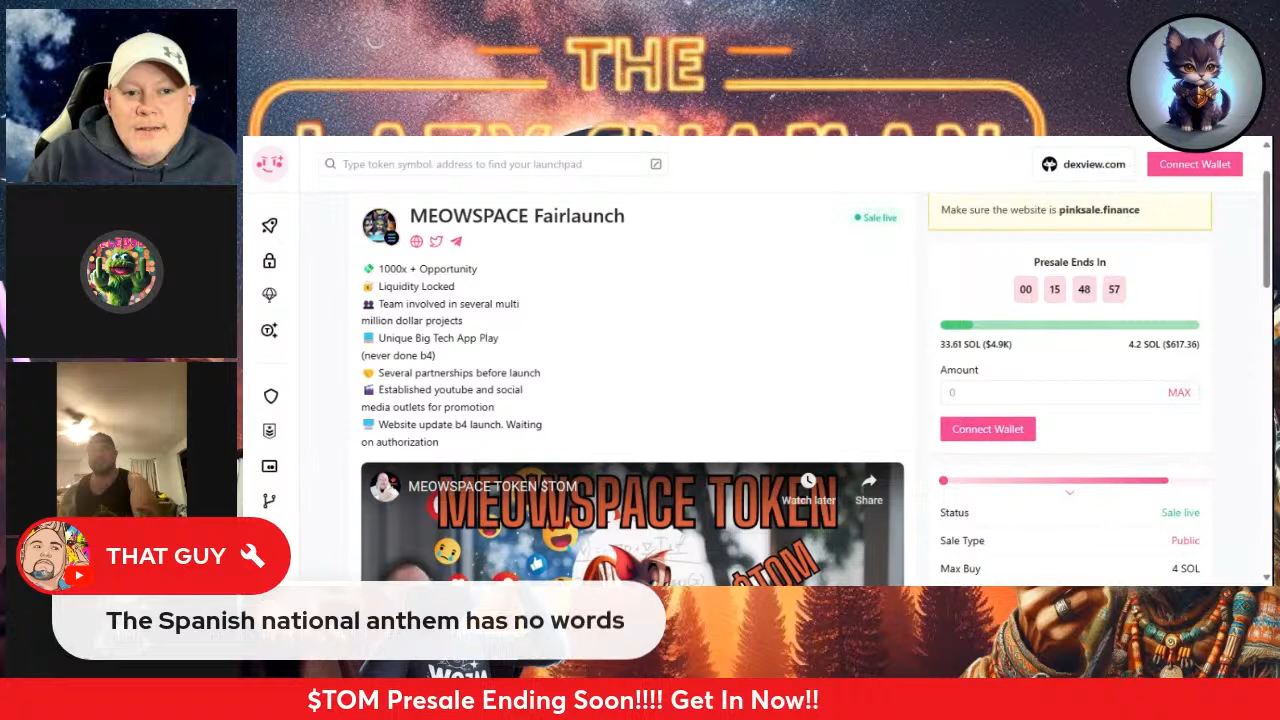 THE
LAZY SHAMAN
Type token symbol, address to find your launchpad
dexview.com
Connect Wallet
MEOWSPACE Fairlaunch
Sale live
Make sure the website is pinksale.finance
1000x + Opportunity
Liquidity Locked
Team involved in several multi
million dollar projects
Unique Big Tech App Play
(never done b4)
Several partnerships before launch
Established youtube and social
media outlets for promotion
Website update b4 launch. Waiting
on authorization
Presale Ends In
00 15 48 57
33.61 SOL ($4.9K) 4.2 SOL ($617.36)
Amount
0 MAX
Connect Wallet
MEOWSPACE TOKEN $TOM
Watch later
Share
MEOWSPACE TOKEN
$TOM
Status Sale live
Sale Type Public
Max Buy 4 SOL
THAT GUY
The Spanish national anthem has no words
$TOM Presale Ending Soon!!!! Get In Now!!